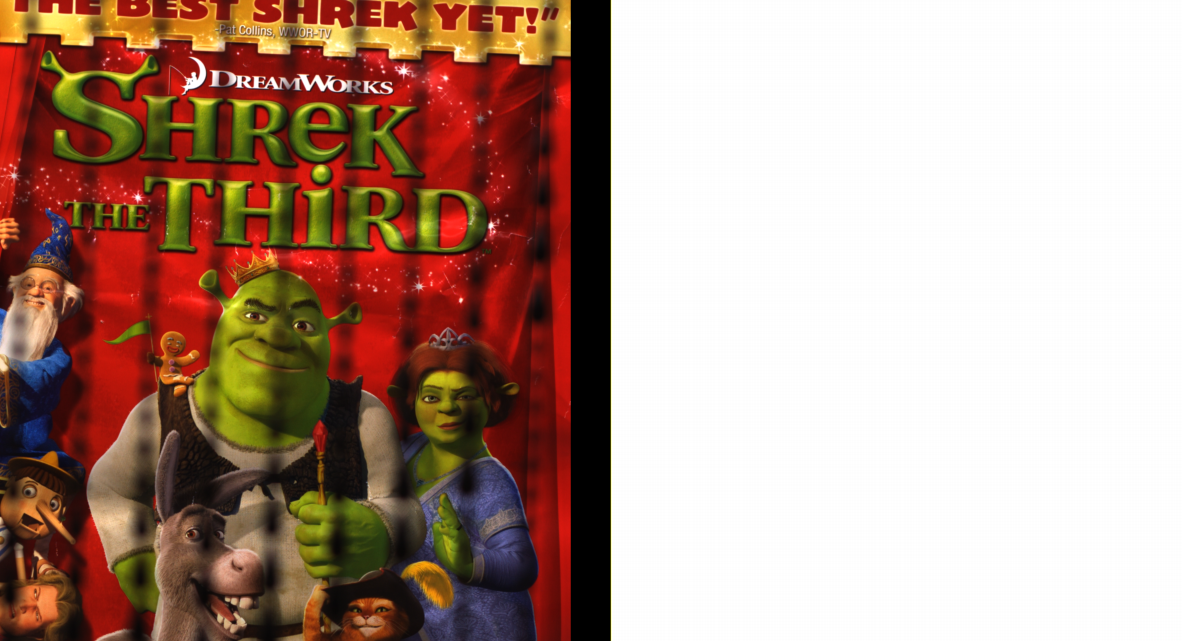 THE BEST SHREK YET!"
-Pat Collins, WWOR-TV
DREAMWORKS
SHREK
THE THIRD